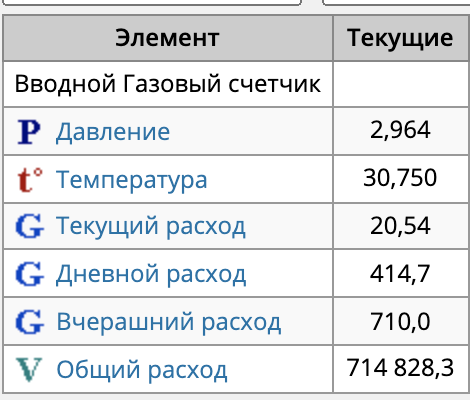 Элемент Текущие
Вводной Газовый счетчик
P Давление 2,964
t° Температура 30,750
G Текущий расход 20,54
G Дневной расход 414,7
G Вчерашний расход 710,0
V Общий расход 714 828,3